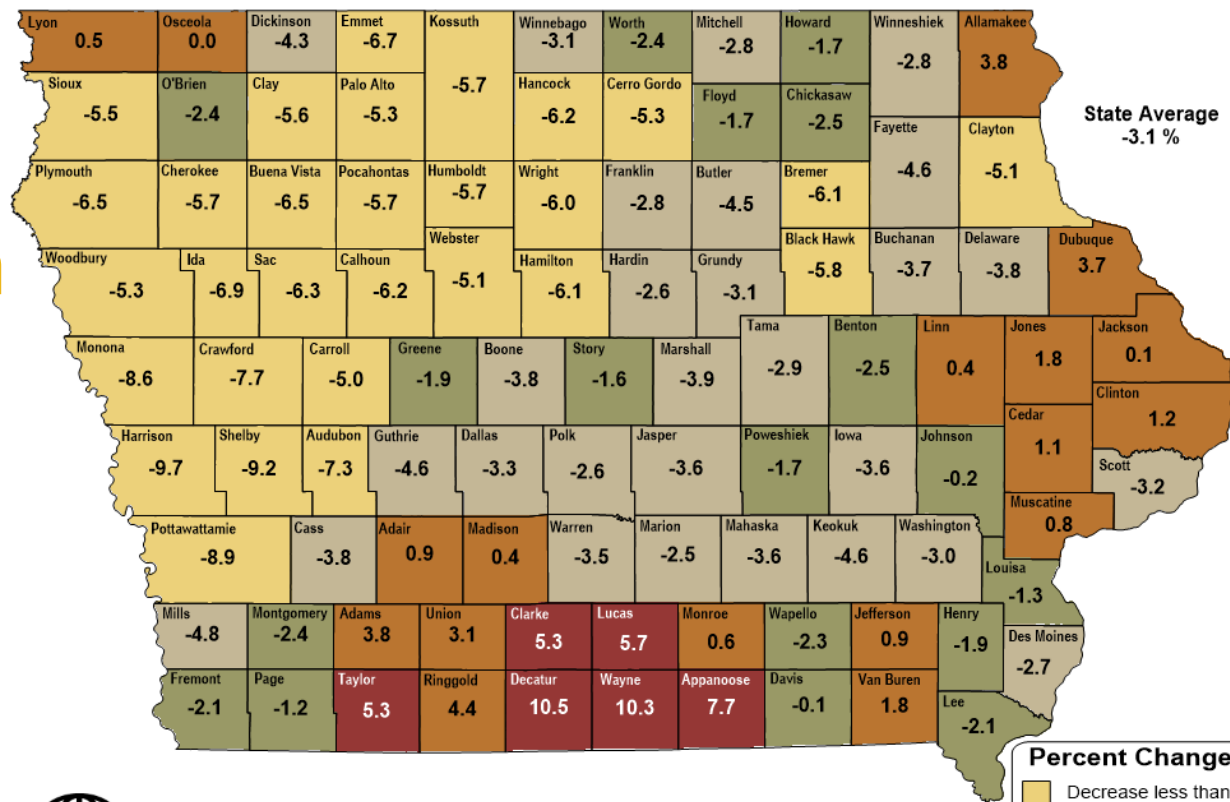 Lyon Osceola Dickinson Emmet Kossuth Winnebago Worth Mitchell Howard Winneshiek Allamakee
0.5 0.0 -4.3 -6.7 -5.7 -3.1 -2.4 -2.8 -1.7 -2.8 3.8
Sioux O'Brien Clay Palo Alto Hancock Cerro Gordo Floyd Chickasaw
-5.5 -2.4 -5.6 -5.3 -6.2 -5.3 -1.7 -2.5
State Average
-3.1 %
Fayette Clayton
-4.6 -5.1
Plymouth Cherokee Buena Vista Pocahontas Humboldt Wright Franklin Butler Bremer
-6.5 -5.7 -6.5 -5.7 -5.7 -6.0 -2.8 -4.5 -6.1
Woodbury Ida Sac Calhoun Webster Hamilton Hardin Grundy Black Hawk Buchanan Delaware Dubuque
-5.3 -6.9 -6.3 -6.2 -5.1 -6.1 -2.6 -3.1 -5.8 -3.7 -3.8 3.7
Monona Crawford Carroll Greene Boone Story Marshall Tama Benton Linn Jones Jackson
-8.6 -7.7 -5.0 -1.9 -3.8 -1.6 -3.9 -2.9 -2.5 0.4 1.8 0.1
Clinton
1.2
Harrison Shelby Audubon Guthrie Dallas Polk Jasper Poweshiek Iowa Johnson Cedar Scott
-9.7 -9.2 -7.3 -4.6 -3.3 -2.6 -3.6 -1.7 -3.6 -0.2 1.1 -3.2
Muscatine
0.8
Pottawattamie Cass Adair Madison Warren Marion Mahaska Keokuk Washington
-8.9 -3.8 0.9 0.4 -3.5 -2.5 -3.6 -4.6 -3.0
Louisa
-1.3
Mills Montgomery Adams Union Clarke Lucas Monroe Wapello Jefferson Henry Des Moines
-4.8 -2.4 3.8 3.1 5.3 5.7 0.6 -2.3 0.9 -1.9 -2.7
Fremont Page Taylor Ringgold Decatur Wayne Appanoose Davis Van Buren Lee
-2.1 -1.2 5.3 4.4 10.5 10.3 7.7 -0.1 1.8 -2.1
Percent Change
Decrease less than